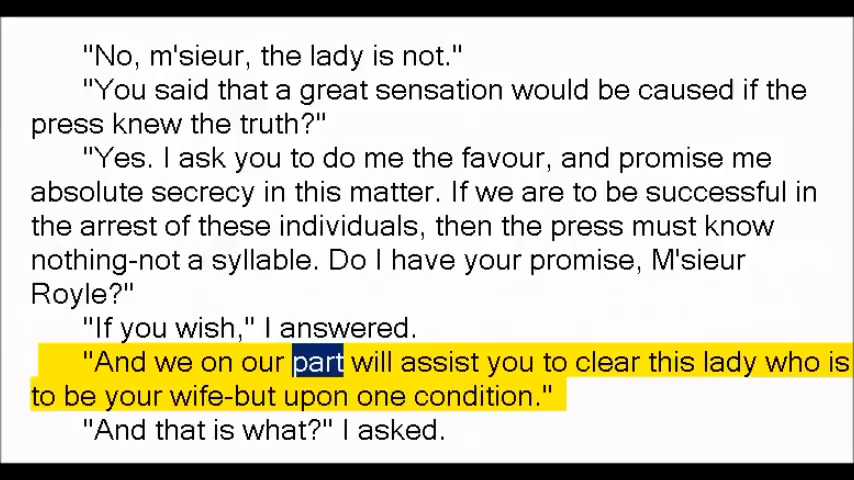 "No, m'sieur, the lady is not."
"You said that a great sensation would be caused if the
press knew the truth?"
"Yes. I ask you to do me the favour, and promise me
absolute secrecy in this matter. If we are to be successful in
the arrest of these individuals, then the press must know
nothing-not a syllable. Do I have your promise, M'sieur
Royle?"
"If you wish," I answered.
"And we on our part will assist you to clear this lady who is
to be your wife-but upon one condition."
"And that is what?" I asked.